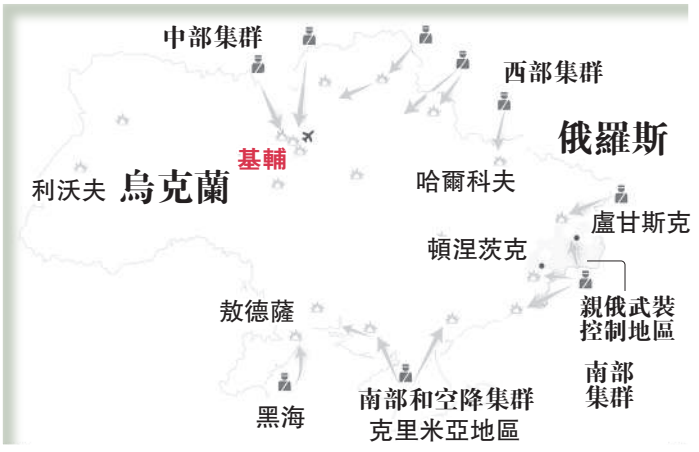 中部集群
西部集群
俄羅斯
基輔
利沃夫
烏克蘭
哈爾科夫
盧甘斯克
頓涅茨克
親俄武裝
控制地區
敖德薩
南部
集群
黑海
南部和空降集群
克里米亞地區